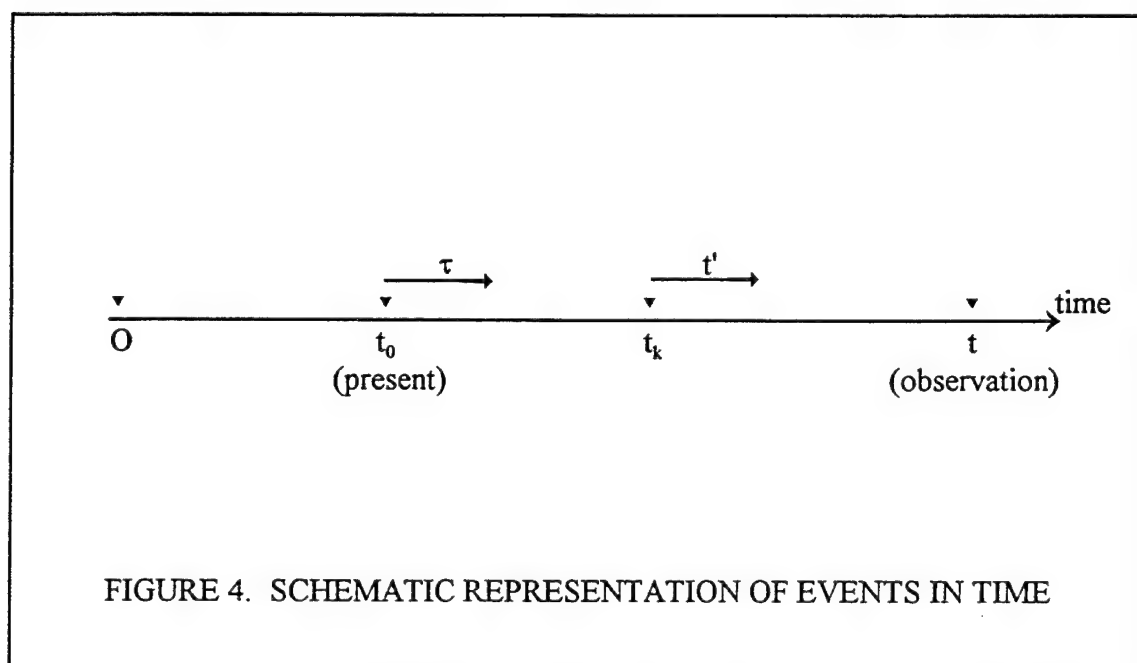 τ t'
time
O t₀ tₖ t
(present) (observation)
FIGURE 4. SCHEMATIC REPRESENTATION OF EVENTS IN TIME